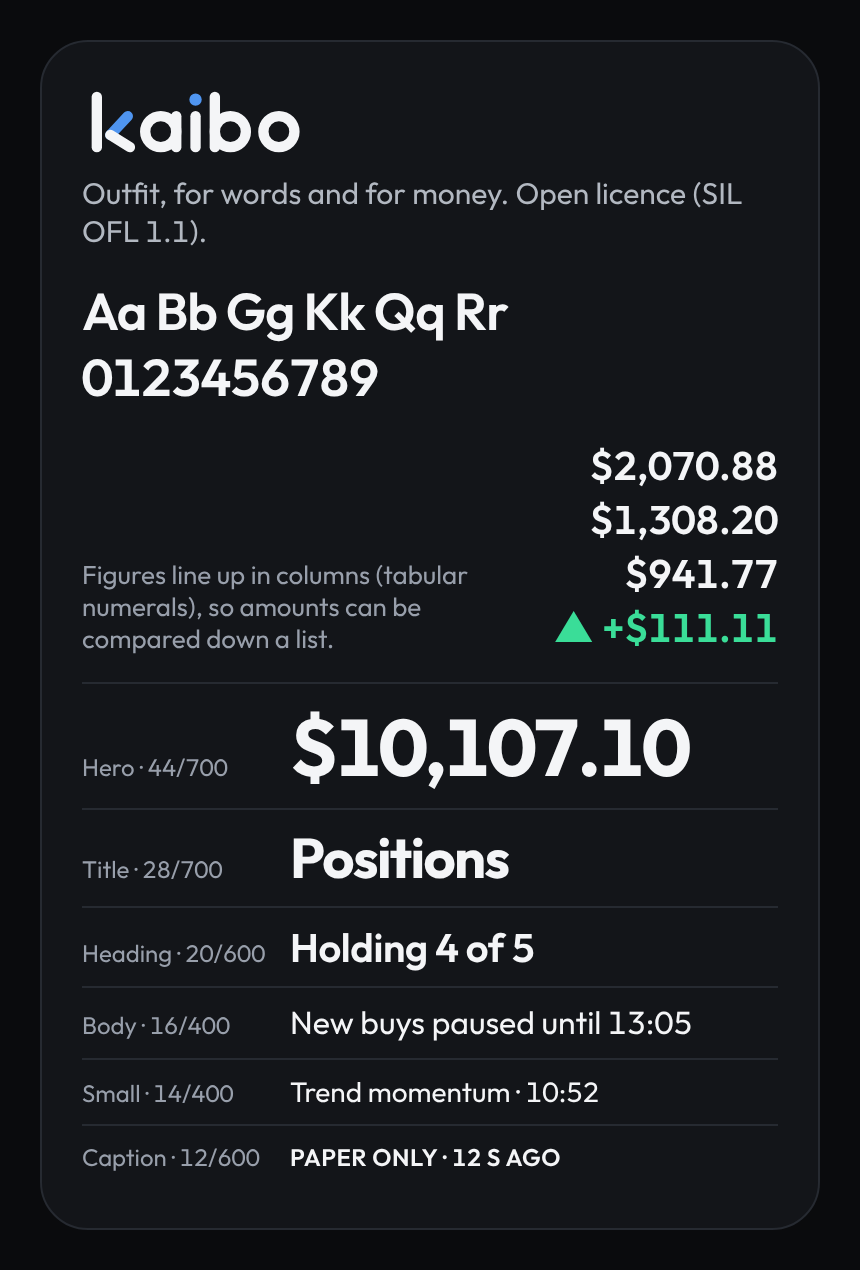 kaibo
Outfit, for words and for money. Open licence (SIL
OFL 1.1).
Aa Bb Gg Kk Qq Rr
0123456789
$2,070.88
$1,308.20
$941.77
▲ +$111.11
Figures line up in columns (tabular
numerals), so amounts can be
compared down a list.
Hero · 44/700 $10,107.10
Title · 28/700 Positions
Heading · 20/600 Holding 4 of 5
Body · 16/400 New buys paused until 13:05
Small · 14/400 Trend momentum · 10:52
Caption · 12/600 PAPER ONLY · 12 S AGO